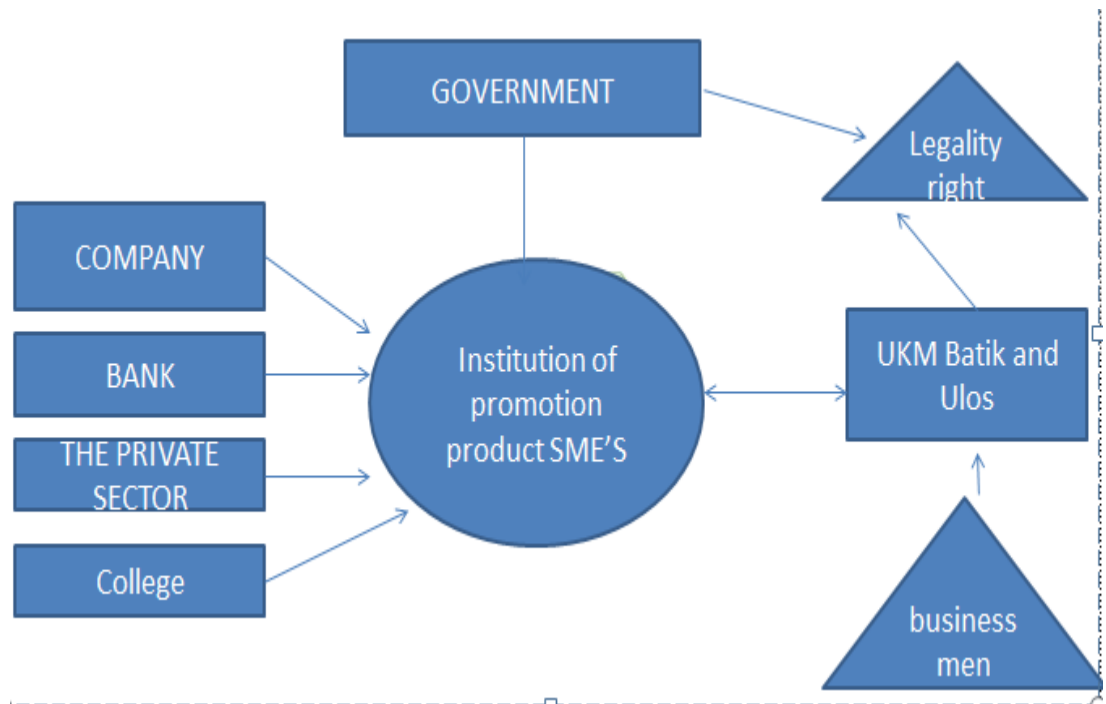 GOVERNMENT
Legality
right
COMPANY
BANK
THE PRIVATE
SECTOR
College
Institution of
promotion
product SME'S
UKM Batik and
Ulos
business
men